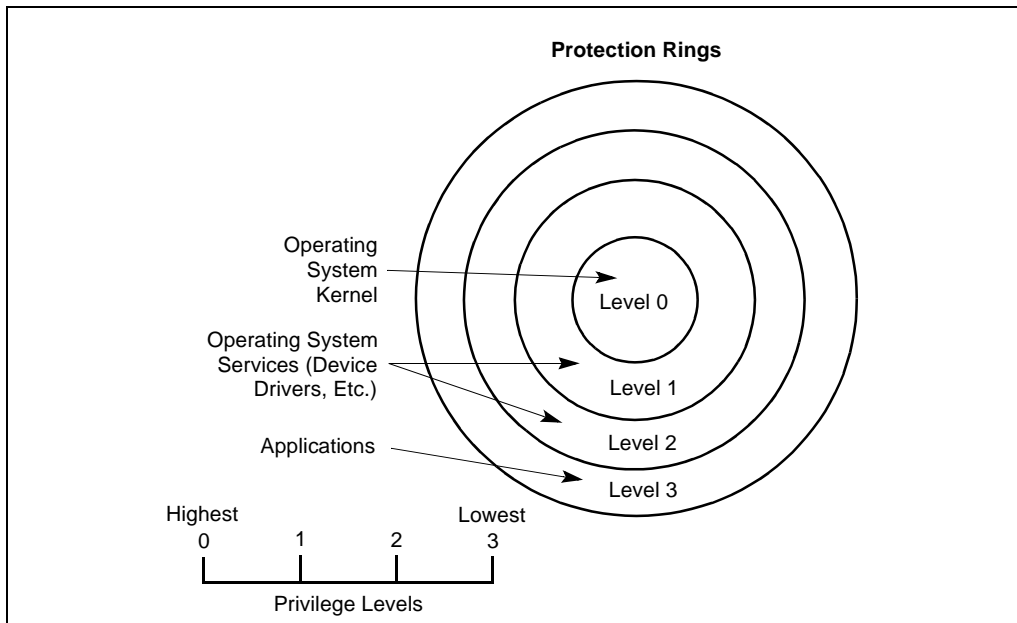 Protection Rings
Operating
System
Kernel
Level 0
Operating System
Services (Device
Drivers, Etc.)
Level 1
Level 2
Applications
Level 3
Highest
Lowest
0
1
2
3
Privilege Levels